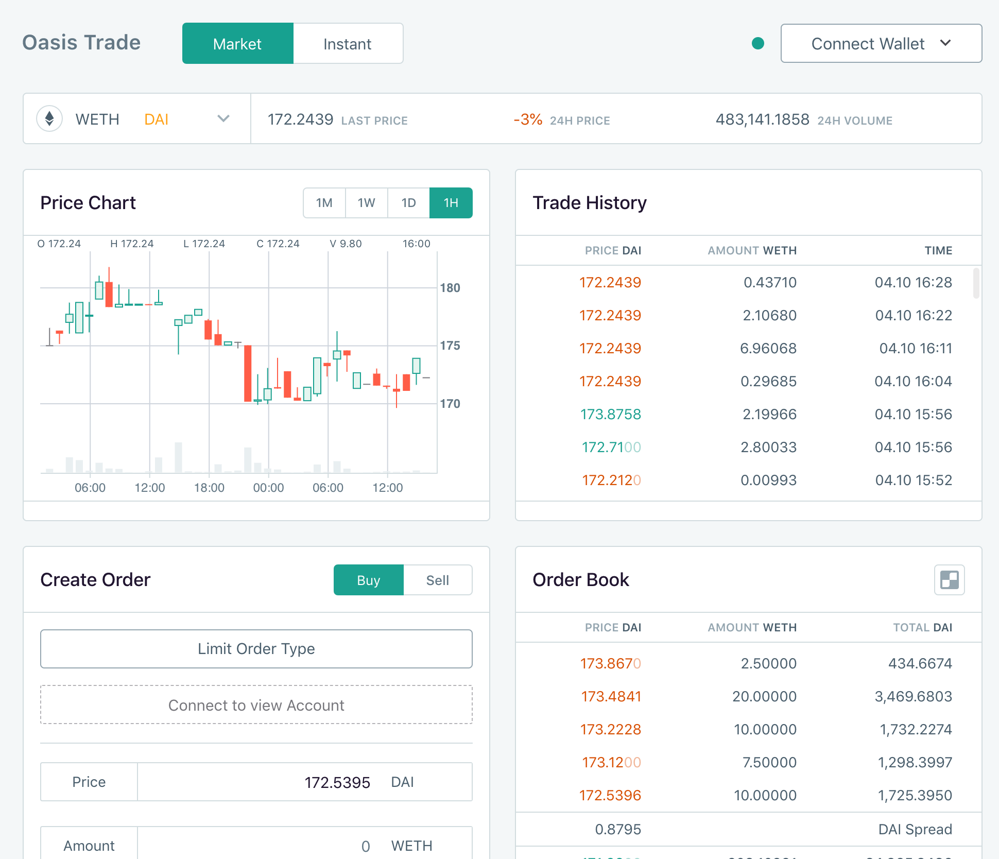 Oasis Trade Market Instant Connect Wallet
WETH DAI 172.2439 LAST PRICE -3% 24H PRICE 483,141.1858 24H VOLUME
Price Chart 1M 1W 1D 1H
O 172.24 H 172.24 L 172.24 C 172.24 V 9.80 16:00
180
175
170
06:00 12:00 18:00 00:00 06:00 12:00
Trade History
PRICE DAI AMOUNT WETH TIME
172.2439 0.43710 04.10 16:28
172.2439 2.10680 04.10 16:22
172.2439 6.96068 04.10 16:11
172.2439 0.29685 04.10 16:04
173.8758 2.19966 04.10 15:56
172.7100 2.80033 04.10 15:56
172.2120 0.00993 04.10 15:52
Create Order Buy Sell
Limit Order Type
Connect to view Account
Price 172.5395 DAI
Amount 0 WETH
Order Book
PRICE DAI AMOUNT WETH TOTAL DAI
173.8670 2.50000 434.6674
173.4841 20.00000 3,469.6803
173.2228 10.00000 1,732.2274
173.1200 7.50000 1,298.3997
172.5396 10.00000 1,725.3950
0.8795 DAI Spread